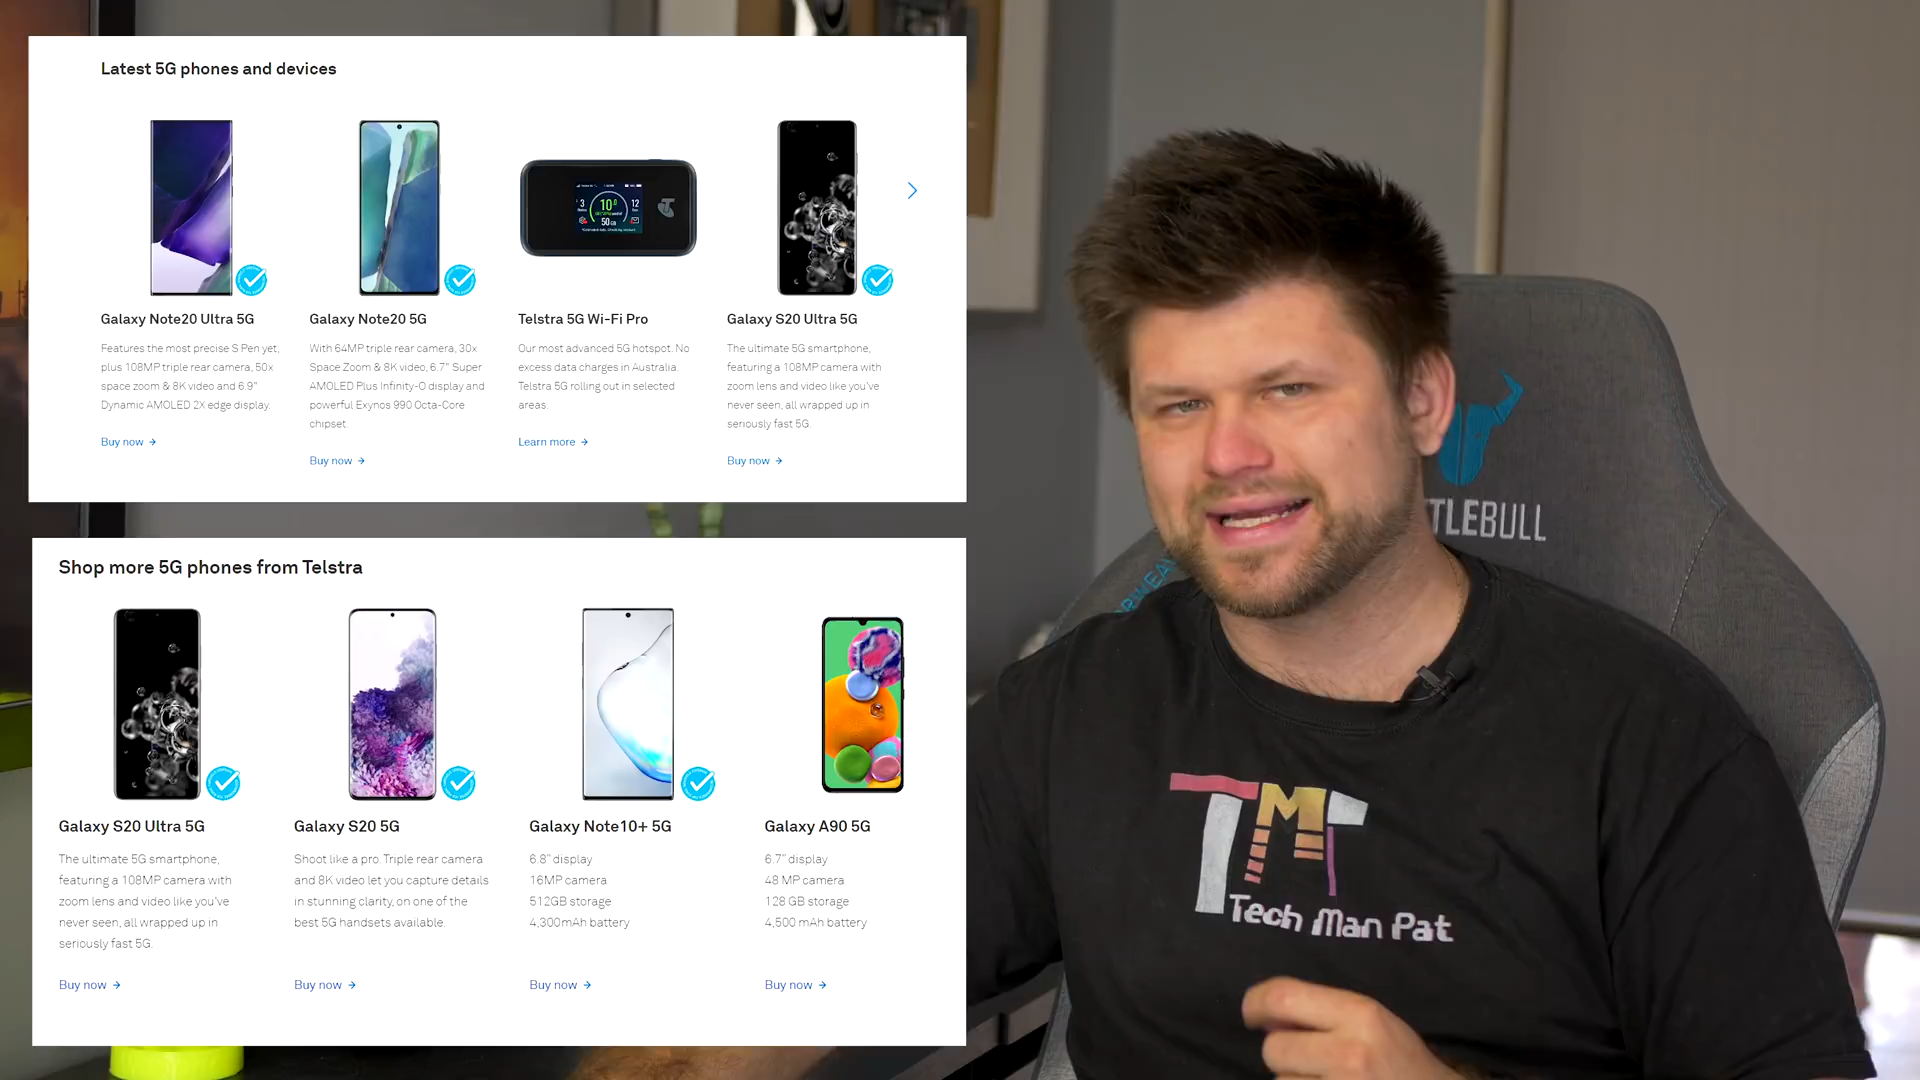 Latest 5G phones and devices
3
10.0
12
50GB
Galaxy Note20 Ultra 5G
Features the most precise S Pen yet,
plus 108MP triple rear camera, 50x
space zoom & 8K video and 6.9"
Dynamic AMOLED 2X edge display.
Buy now →
Galaxy Note20 5G
With 64MP triple rear camera, 30x
Space Zoom & 8K video, 6.7" Super
AMOLED Plus Infinity-O display and
powerful Exynos 990 Octa-Core
chipset.
Buy now →
Telstra 5G Wi-Fi Pro
Our most advanced 5G hotspot. No
excess data charges in Australia.
Telstra 5G rolling out in selected
areas.
Learn more →
Galaxy S20 Ultra 5G
The ultimate 5G smartphone,
featuring a 108MP camera with
zoom lens and video like you've
never seen, all wrapped up in
seriously fast 5G.
Buy now →
Shop more 5G phones from Telstra
Galaxy S20 Ultra 5G
The ultimate 5G smartphone,
featuring a 108MP camera with
zoom lens and video like you've
never seen, all wrapped up in
seriously fast 5G.
Buy now →
Galaxy S20 5G
Shoot like a pro. Triple rear camera
and 8K video let you capture details
in stunning clarity, on one of the
best 5G handsets available.
Buy now →
Galaxy Note10+ 5G
6.8" display
16MP camera
512GB storage
4,300mAh battery
Buy now →
Galaxy A90 5G
6.7" display
48 MP camera
128 GB storage
4,500 mAh battery
Buy now →
TLEBULL
TMP
Tech Man Pat